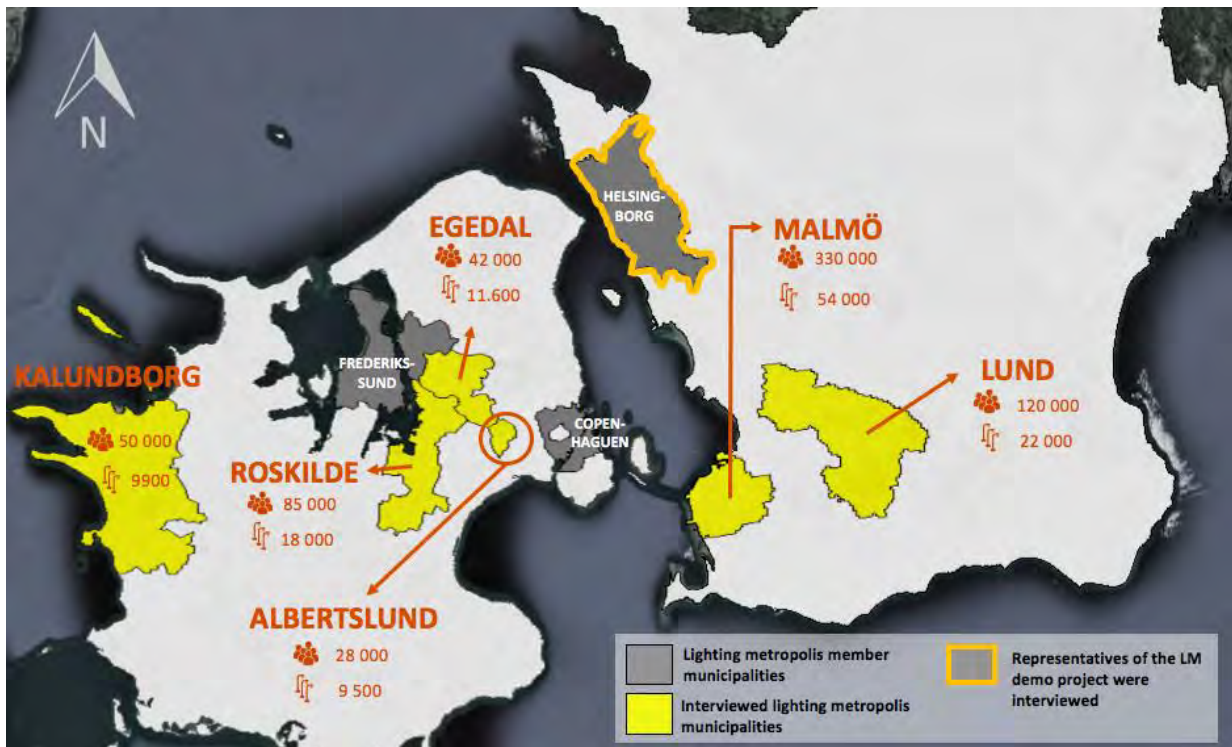 N
HELSING-
BORG
EGEDAL
42 000
11.600
MALMÖ
330 000
54 000
FREDERIKS-
SUND
KALUNDBORG
50 000
9900
LUND
120 000
22 000
COPEN-
HAGUEN
ROSKILDE
85 000
18 000
ALBERTSLUND
28 000
9 500
Lighting metropolis member
municipalities
Interviewed lighting metropolis
municipalities
Representatives of the LM
demo project were
interviewed